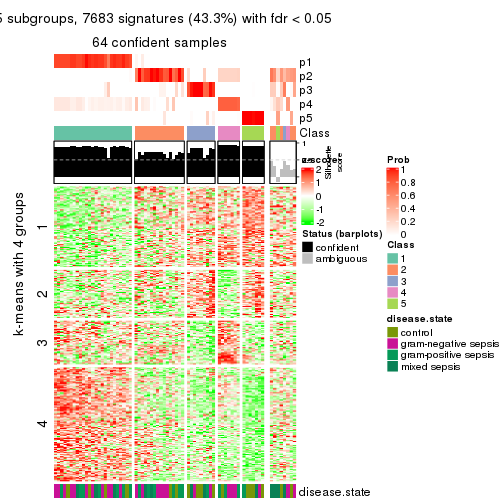 5 subgroups, 7683 signatures (43.3%) with fdr < 0.05
64 confident samples
p1
p2
p3
p4
p5
Class
1
Silhouette
score
z-score
2
1
0
-1
-2
Status (barplots)
confident
ambiguous
Prob
1
0.8
0.6
0.4
0.2
0
Class
1
2
3
4
5
disease.state
control
gram-negative sepsis
gram-positive sepsis
mixed sepsis
k-means with 4 groups
1
2
3
4
disease.state